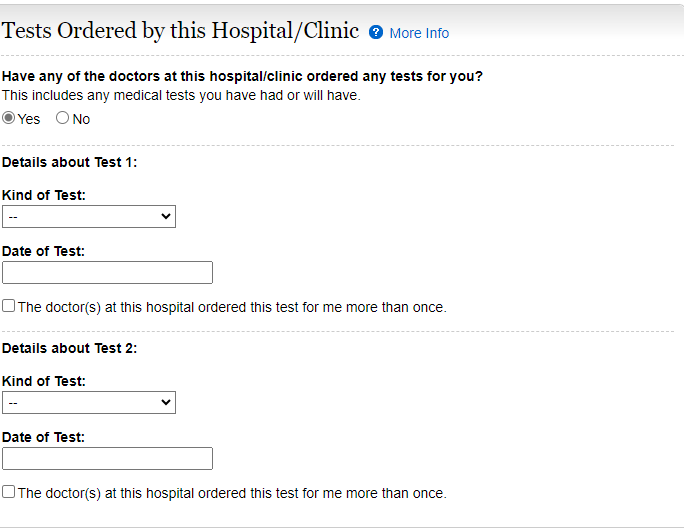 Tests Ordered by this Hospital/Clinic ? More Info
Have any of the doctors at this hospital/clinic ordered any tests for you?
This includes any medical tests you have had or will have.
Yes No
Details about Test 1:
Kind of Test:
--
Date of Test:
The doctor(s) at this hospital ordered this test for me more than once.
Details about Test 2:
Kind of Test:
--
Date of Test:
The doctor(s) at this hospital ordered this test for me more than once.